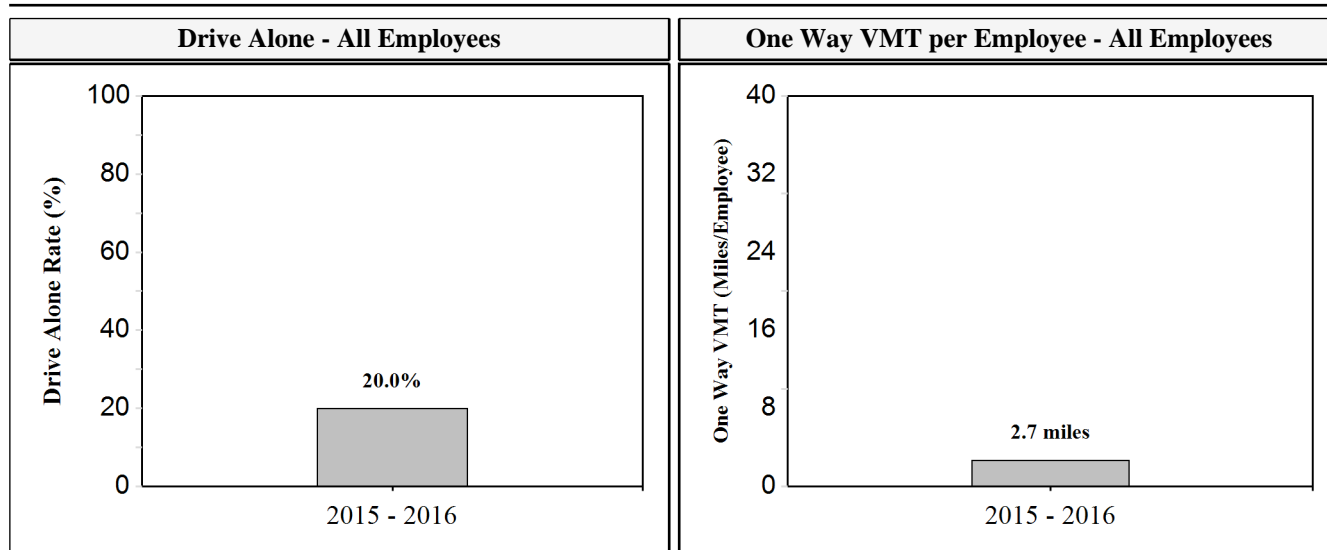 Drive Alone - All Employees
Drive Alone Rate (%)
100
80
60
40
20
0
20.0%
2015 - 2016
One Way VMT per Employee - All Employees
One Way VMT (Miles/Employee)
40
32
24
16
8
0
2.7 miles
2015 - 2016